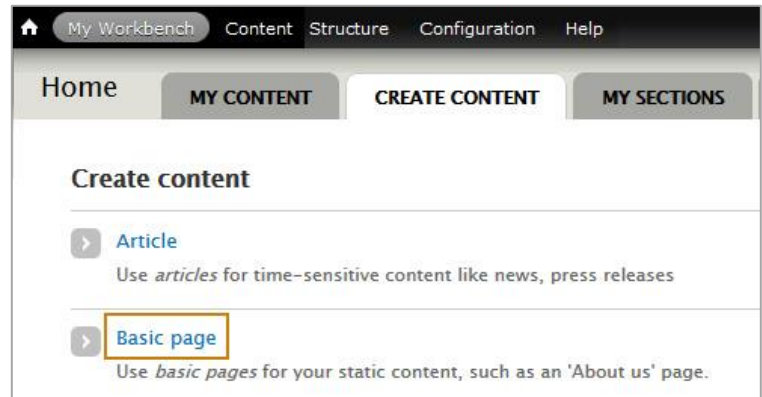 My Workbench Content Structure Configuration Help
Home MY CONTENT CREATE CONTENT MY SECTIONS
Create content
Article
Use articles for time-sensitive content like news, press releases
Basic page
Use basic pages for your static content, such as an 'About us' page.